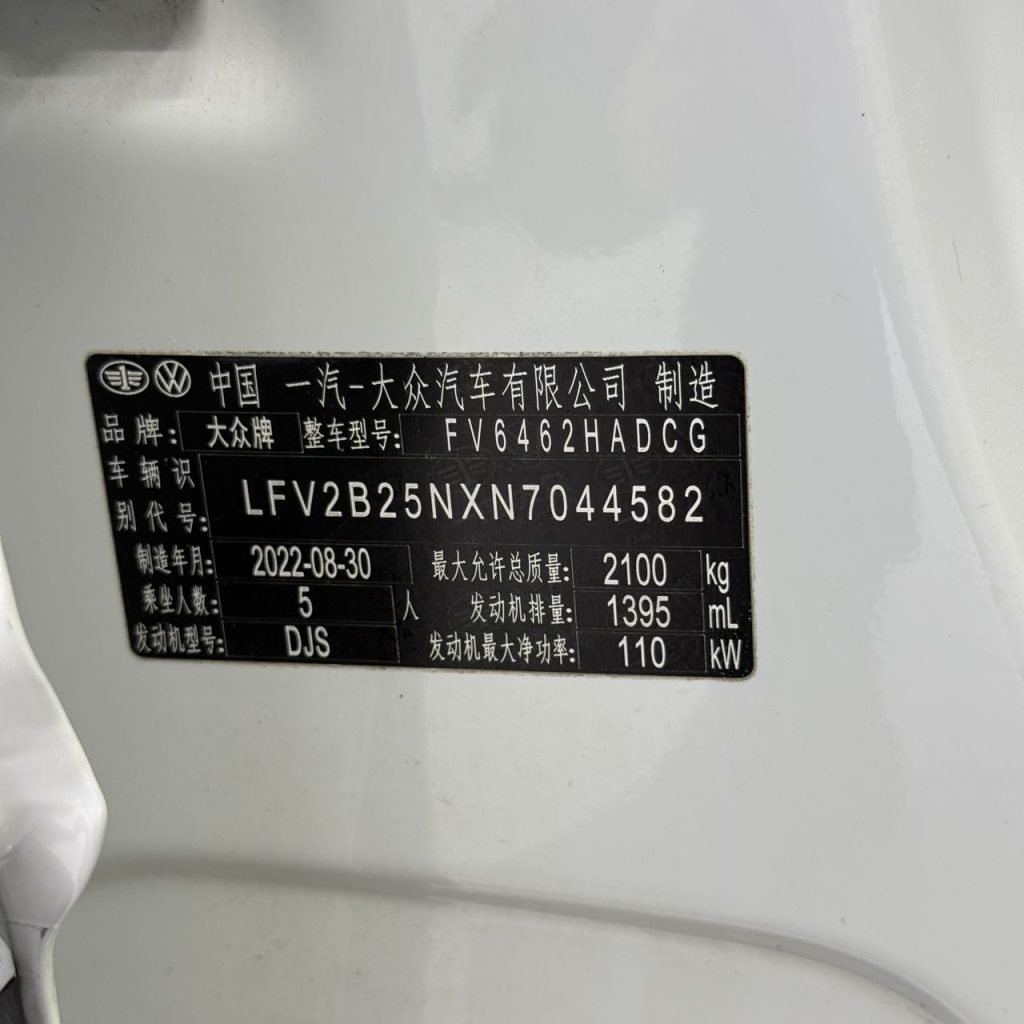 中国 一汽-大众汽车有限公司 制造
品牌: 大众牌 整车型号: FV6462HADCG
车辆识别代号: LFV2B25NXN7044582
制造年月: 2022-08-30 最大允许总质量: 2100 kg
乘坐人数: 5 人 发动机排量: 1395 mL
发动机型号: DJS 发动机最大净功率: 110 kW